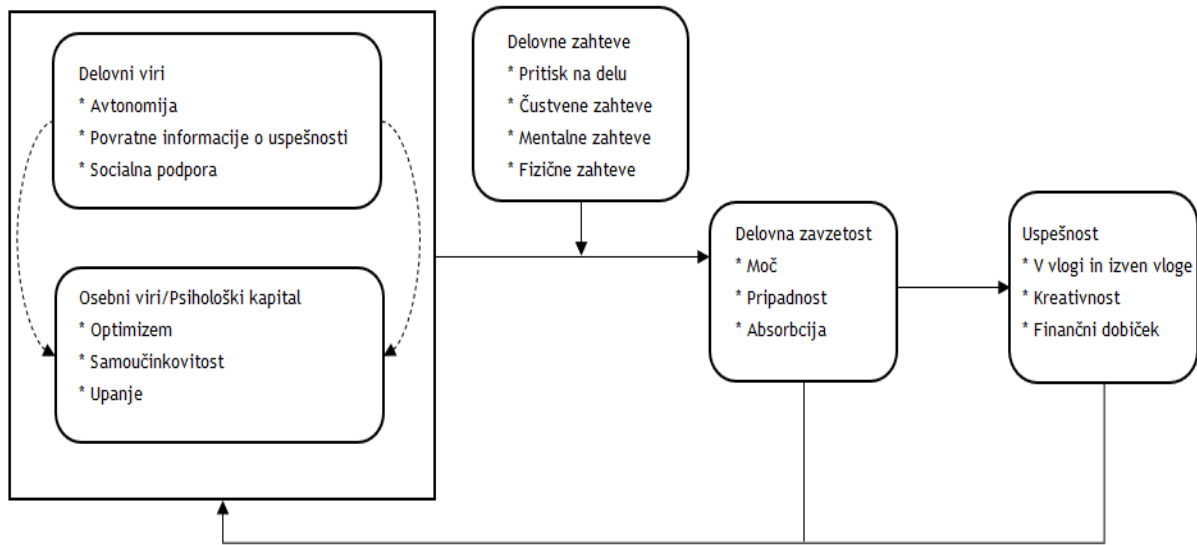 Delovni viri
* Avtonomija
* Povratne informacije o uspešnosti
* Socialna podpora
Osebni viri/Psihološki kapital
* Optimizem
* Samoučinkovitost
* Upanje
Delovne zahteve
* Pritisk na delu
* Čustvene zahteve
* Mentalne zahteve
* Fizične zahteve
Delovna zavzetost
* Moč
* Pripadnost
* Absorbcija
Uspešnost
* V vlogi in izven vloge
* Kreativnost
* Finančni dobiček